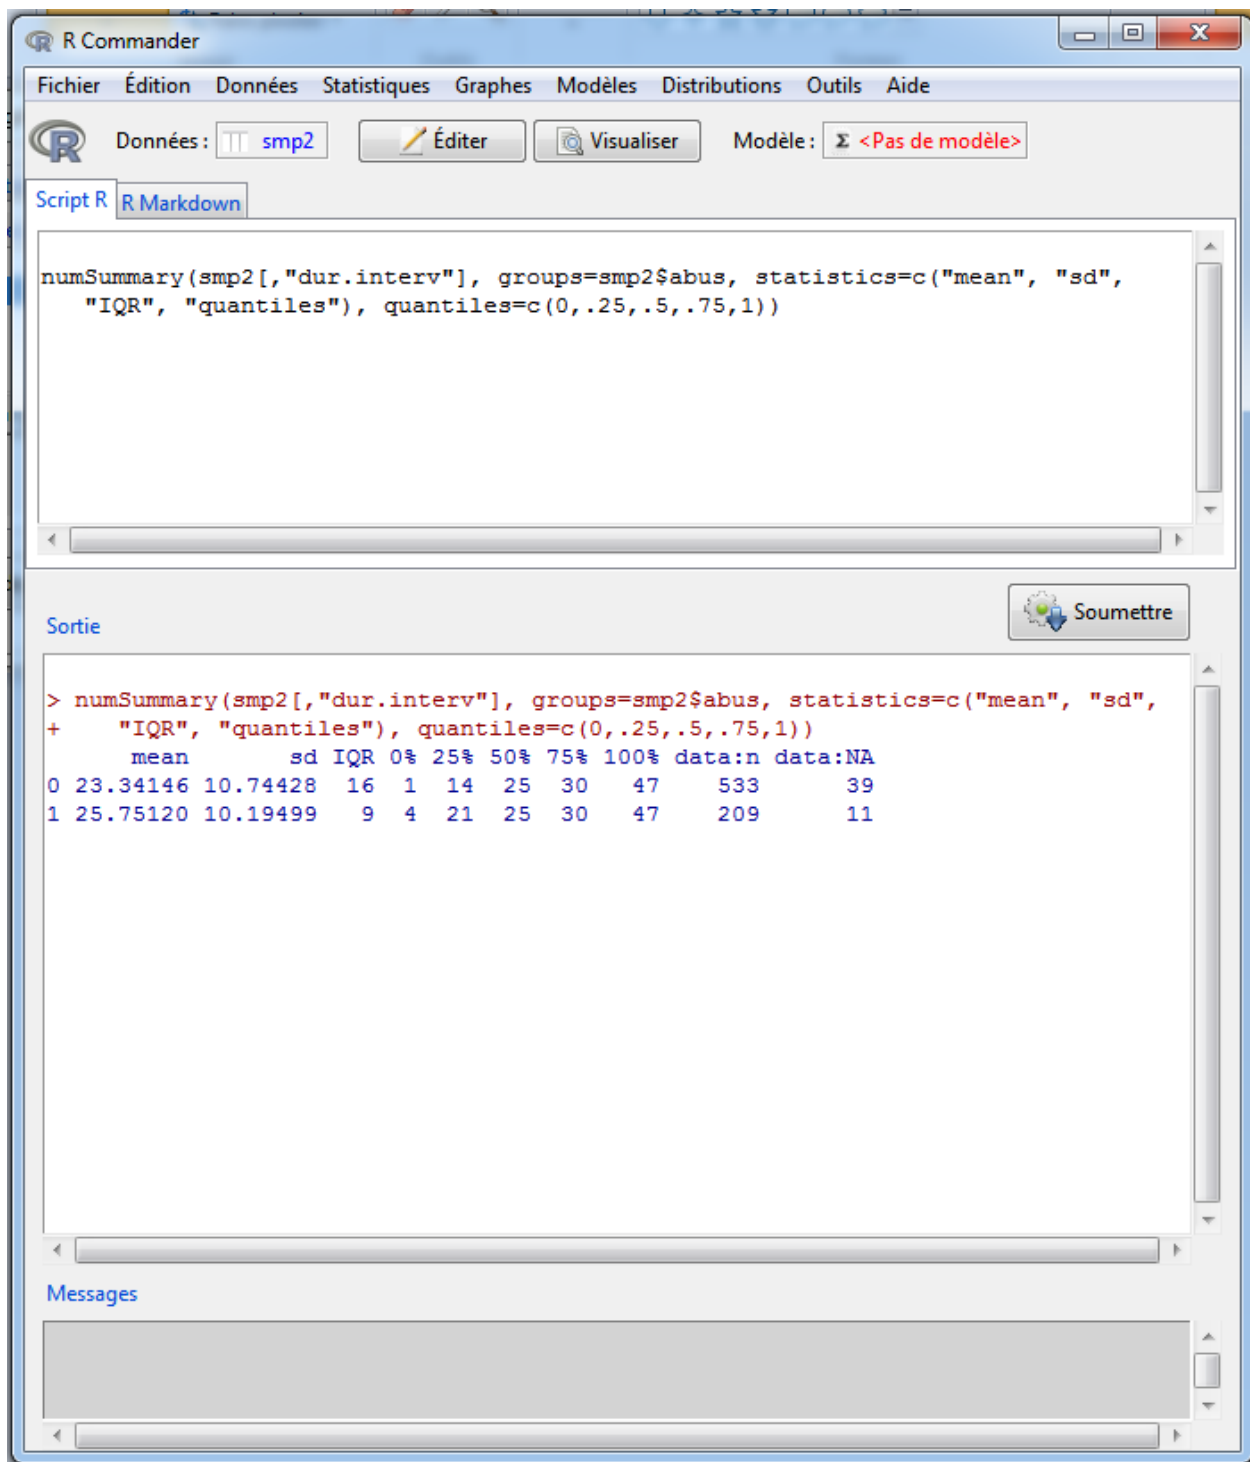 R Commander
Fichier Édition Données Statistiques Graphes Modèles Distributions Outils Aide
R Données : smp2 Éditer Visualiser Modèle : Σ <Pas de modèle>
Script R R Markdown
numSummary(smp2[,"dur.interv"], groups=smp2$abus, statistics=c("mean", "sd",
"IQR", "quantiles"), quantiles=c(0,.25,.5,.75,1))
Soumettre
Sortie
> numSummary(smp2[,"dur.interv"], groups=smp2$abus, statistics=c("mean", "sd",
+ "IQR", "quantiles"), quantiles=c(0,.25,.5,.75,1))
mean sd IQR 0% 25% 50% 75% 100% data:n data:NA
0 23.34146 10.74428 16 1 14 25 30 47 533 39
1 25.75120 10.19499 9 4 21 25 30 47 209 11
Messages